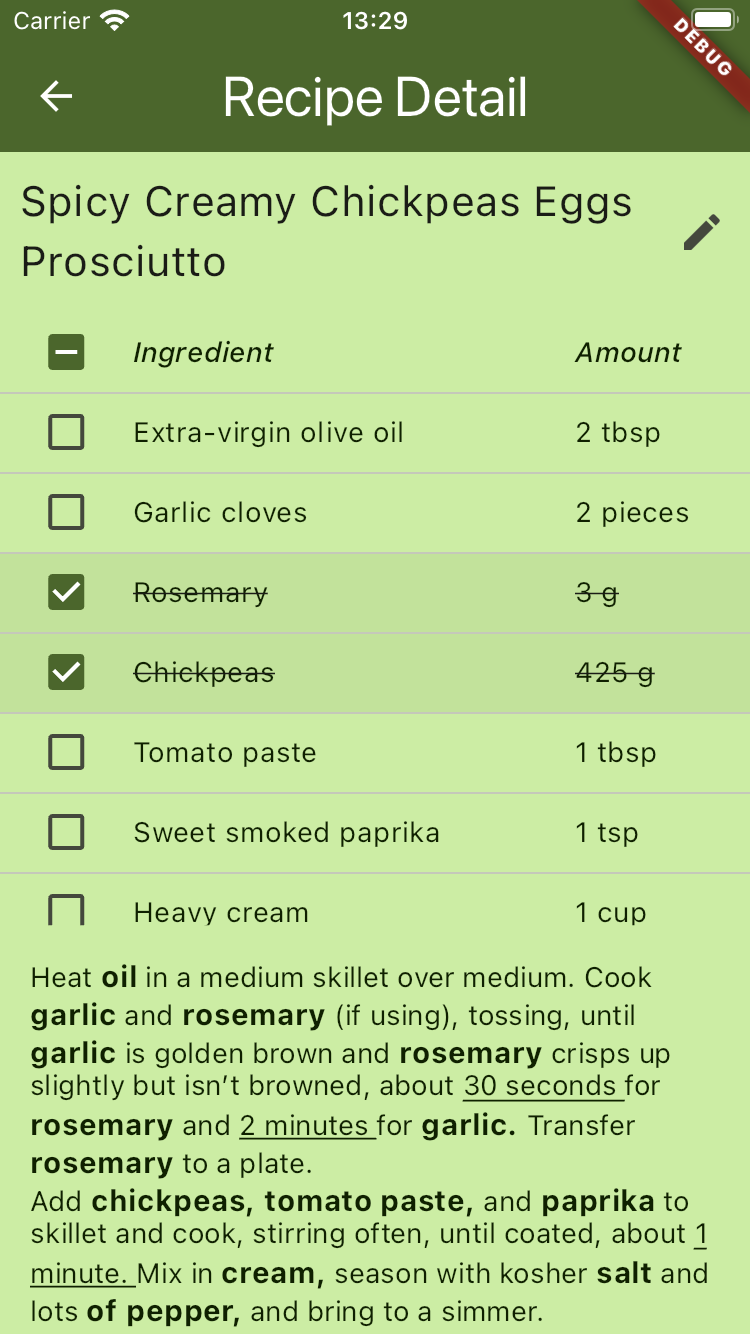 Carrier 13:29
DEBUG
Recipe Detail
Spicy Creamy Chickpeas Eggs
Prosciutto
Ingredient Amount
Extra-virgin olive oil 2 tbsp
Garlic cloves 2 pieces
Rosemary 3 g
Chickpeas 425 g
Tomato paste 1 tbsp
Sweet smoked paprika 1 tsp
Heavy cream 1 cup
Heat oil in a medium skillet over medium. Cook
garlic and rosemary (if using), tossing, until
garlic is golden brown and rosemary crisps up
slightly but isn’t browned, about 30 seconds for
rosemary and 2 minutes for garlic. Transfer
rosemary to a plate.
Add chickpeas, tomato paste, and paprika to
skillet and cook, stirring often, until coated, about 1
minute. Mix in cream, season with kosher salt and
lots of pepper, and bring to a simmer.